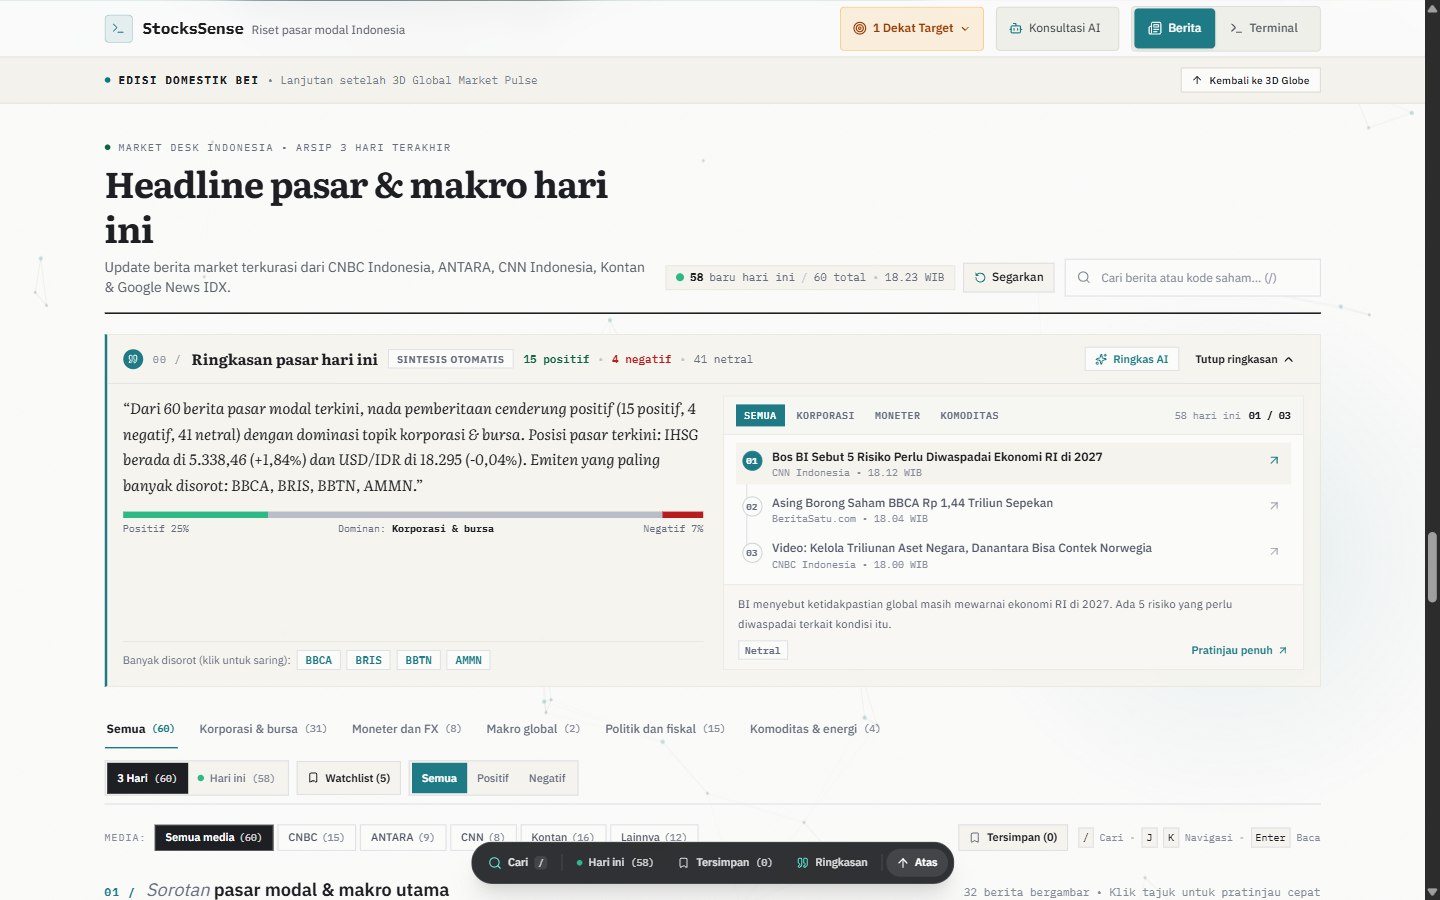 StocksSense Riset pasar modal Indonesia
1 Dekat Target
Konsultasi AI
Berita
Terminal
EDISI DOMESTIK BEI • Lanjutan setelah 3D Global Market Pulse
Kembali ke 3D Globe
MARKET DESK INDONESIA • ARSIP 3 HARI TERAKHIR
Headline pasar & makro hari
ini
Update berita market terkurasi dari CNBC Indonesia, ANTARA, CNN Indonesia, Kontan
& Google News IDX.
58 baru hari ini / 60 total • 18.23 WIB
Segarkan
Cari berita atau kode saham... (/)
00 / Ringkasan pasar hari ini SINTESIS OTOMATIS 15 positif • 4 negatif • 41 netral
Ringkas AI
Tutup ringkasan
“Dari 60 berita pasar modal terkini, nada pemberitaan cenderung positif (15 positif, 4
negatif, 41 netral) dengan dominasi topik korporasi & bursa. Posisi pasar terkini: IHSG
berada di 5.338,46 (+1,84%) dan USD/IDR di 18.295 (-0,04%). Emiten yang paling
banyak disorot: BBCA, BRIS, BBTN, AMMN.”
Positif 25% Dominan: Korporasi & bursa Negatif 7%
Banyak disorot (klik untuk saring): BBCA BRIS BBTN AMMN
SEMUA KORPORASI MONETER KOMODITAS 58 hari ini 01 / 03
01 Bos BI Sebut 5 Risiko Perlu Diwaspadai Ekonomi RI di 2027
CNN Indonesia • 18.12 WIB
02 Asing Borong Saham BBCA Rp 1,44 Triliun Sepekan
BeritaSatu.com • 18.04 WIB
03 Video: Kelola Triliunan Aset Negara, Danantara Bisa Contek Norwegia
CNBC Indonesia • 18.00 WIB
BI menyebut ketidakpastian global masih mewarnai ekonomi RI di 2027. Ada 5 risiko yang perlu
diwaspadai terkait kondisi itu.
Netral
Pratinjau penuh
Semua (60) Korporasi & bursa (31) Moneter dan FX (8) Makro global (2) Politik dan fiskal (15) Komoditas & energi (4)
3 Hari (60) Hari ini (58) Watchlist (5) Semua Positif Negatif
MEDIA: Semua media (60) CNBC (15) ANTARA (9) CNN (8) Kontan (16) Lainnya (12)
Tersimpan (0) / Cari - J K Navigasi - Enter Baca
Cari / Hari ini (58) Tersimpan (0) Ringkasan Atas
01 / Sorotan pasar modal & makro utama
32 berita bergambar • Klik tajuk untuk pratinjau cepat